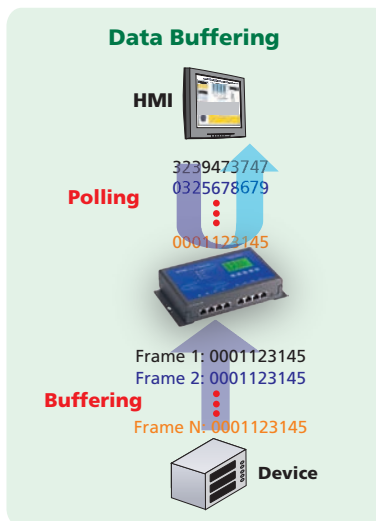 Data Buffering
HMI
3239473747
0325678679
Polling
0001123145
Frame 1: 0001123145
Frame 2: 0001123145
Buffering
Frame N: 0001123145
Device